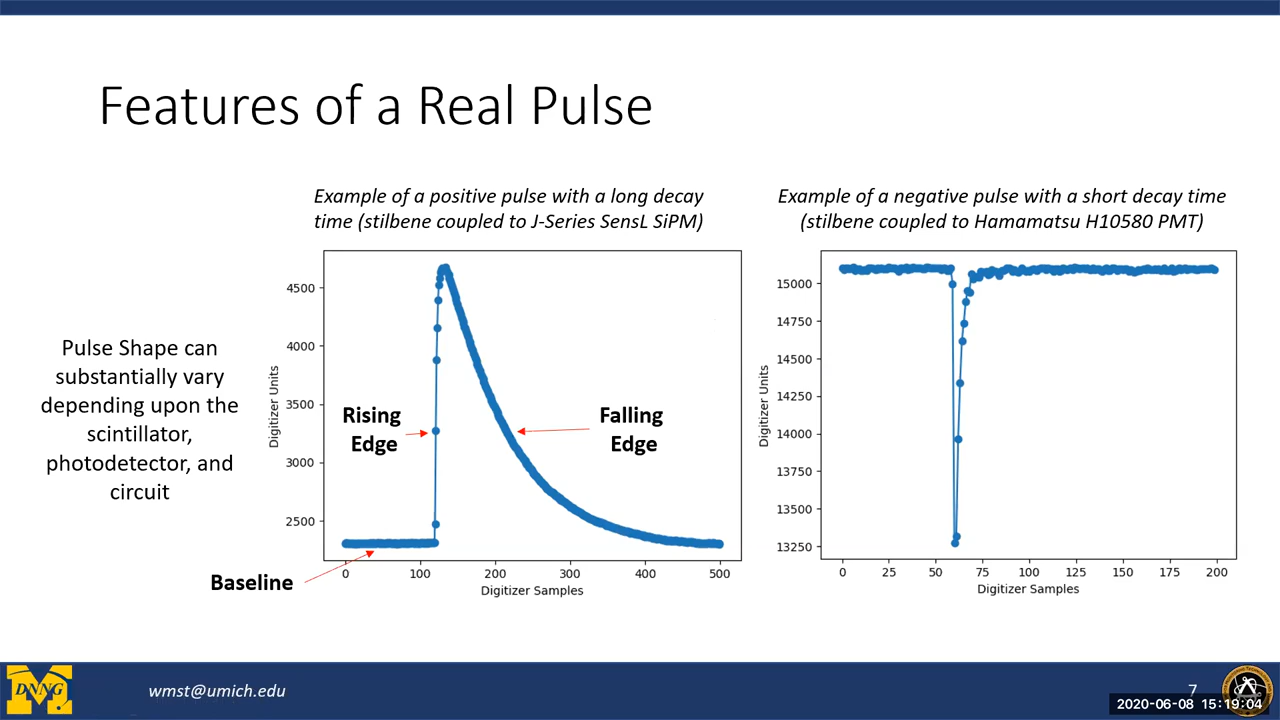 Features of a Real Pulse
Example of a positive pulse with a long decay
time (stilbene coupled to J-Series SensL SiPM)
Example of a negative pulse with a short decay time
(stilbene coupled to Hamamatsu H10580 PMT)
Pulse Shape can
substantially vary
depending upon the
scintillator,
photodetector, and
circuit
Digitizer Units
4500
4000
3500
3000
2500
Rising
Edge
Falling
Edge
Baseline
0 100 200 300 400 500
Digitizer Samples
Digitizer Units
15000
14750
14500
14250
14000
13750
13500
13250
0 25 50 75 100 125 150 175 200
Digitizer Samples
DNNG
wmst@umich.edu
7
2020-06-08 15:19:04